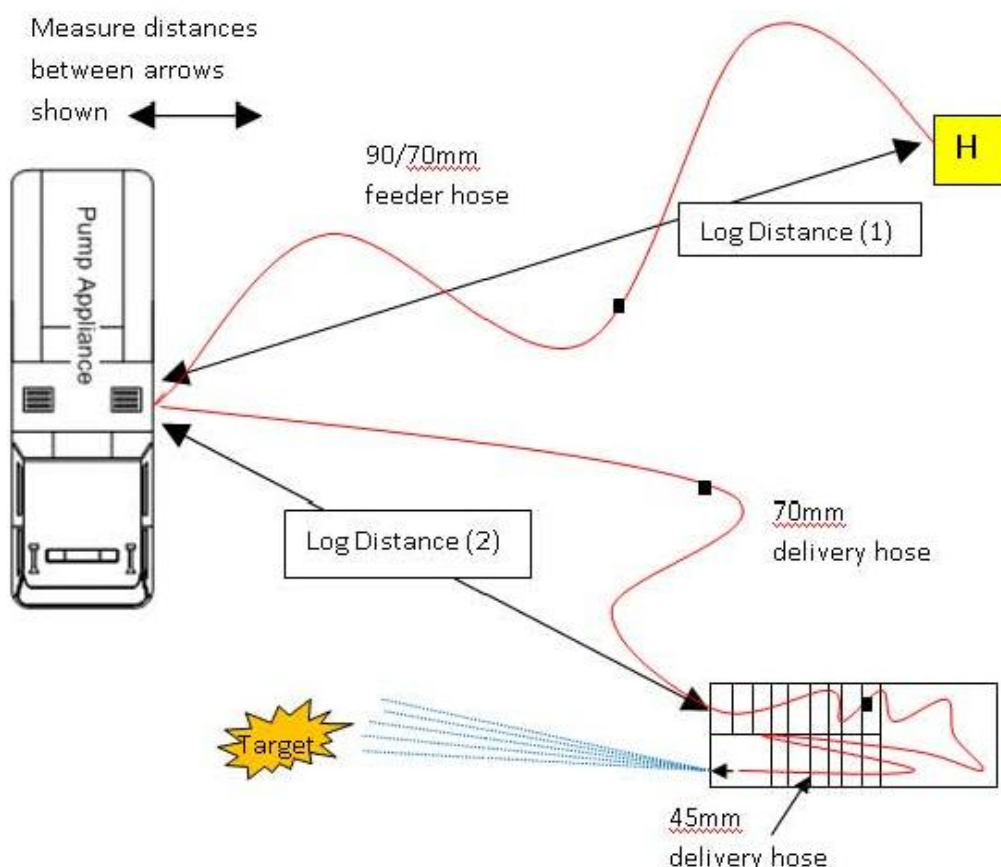 Measure distances
between arrows
shown
90/70mm
feeder hose
H
Log Distance (1)
Pump Appliance
Log Distance (2)
70mm
delivery hose
Target
45mm
delivery hose